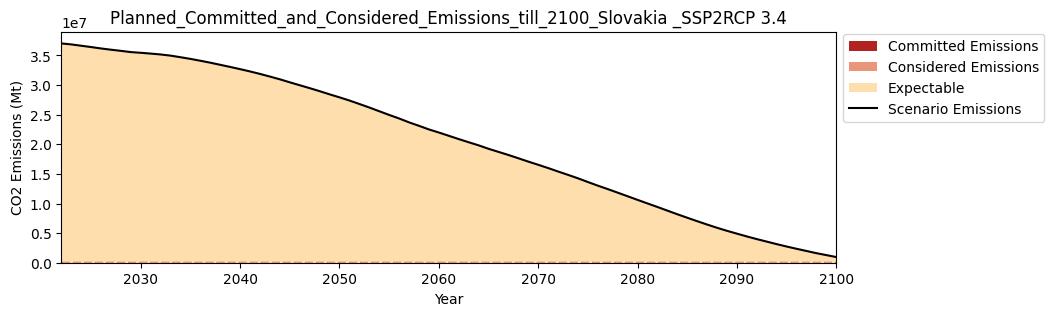 Planned_Committed_and_Considered_Emissions_till_2100_Slovakia _SSP2RCP 3.4
1e7
3.5
3.0
2.5
2.0
1.5
1.0
0.5
0.0
CO2 Emissions (Mt)
2030 2040 2050 2060 2070 2080 2090 2100
Year
Committed Emissions
Considered Emissions
Expectable
Scenario Emissions